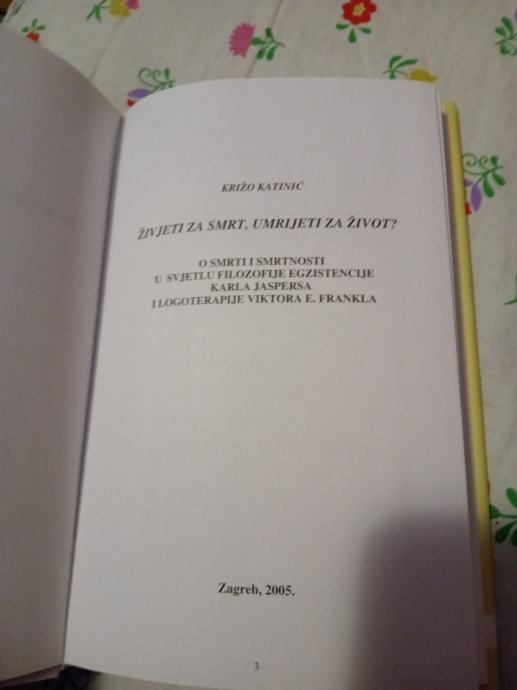 KRIŽO KATINIĆ
ŽIVJETI ZA SMRT, UMRIJETI ZA ŽIVOT?
O SMRTI I SMRTNOSTI
U SVJETLU FILOZOFIJE EGZISTENCIJE
KARLA JASPERSA
I LOGOTERAPIJE VIKTORA E. FRANKLA
Zagreb, 2005.
3